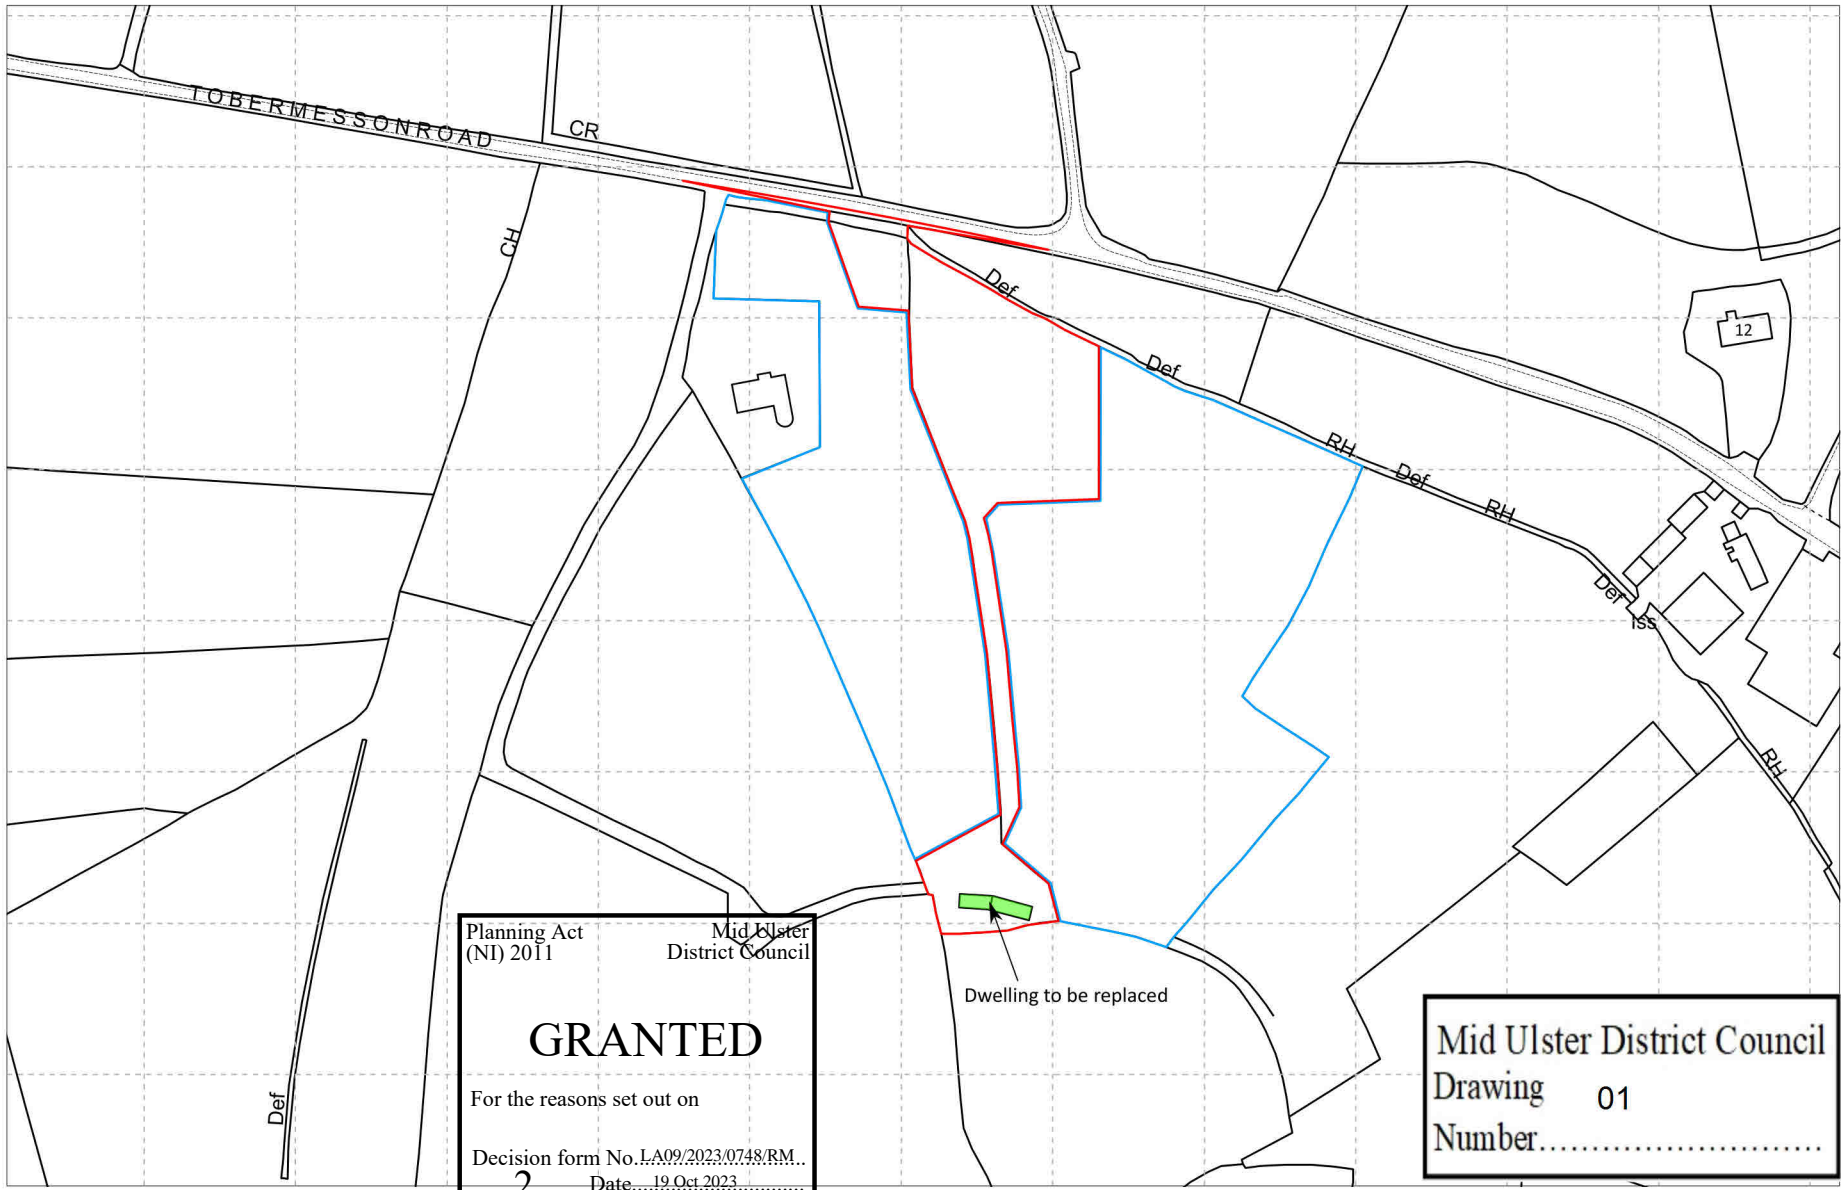 TOBERMESSONROAD
CR
CH
Def
12
Def
RH
Def
RH
Def
Iss
RH
Dwelling to be replaced
Def
Planning Act
(NI) 2011
Mid Ulster
District Council
GRANTED
For the reasons set out on
Decision form No. LA09/2023/0748/RM
2 Date 19 Oct 2023
Mid Ulster District Council
Drawing 01
Number..........................